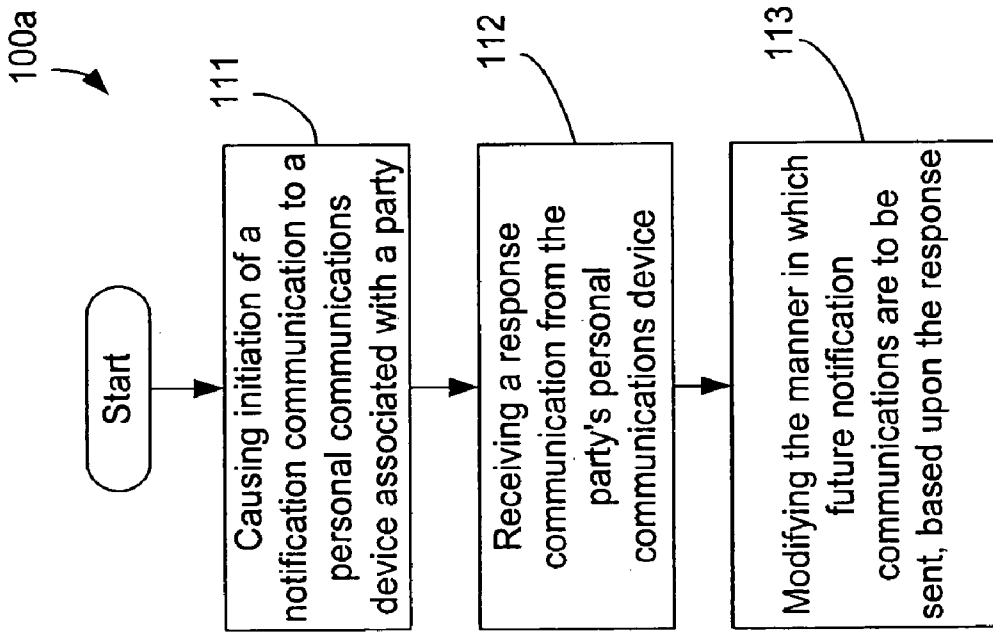 100a
Start
111
Causing initiation of a
notification communication to a
personal communications
device associated with a party
112
Receiving a response
communication from the
party's personal
communications device
113
Modifying the manner in which
future notification
communications are to be
sent, based upon the response